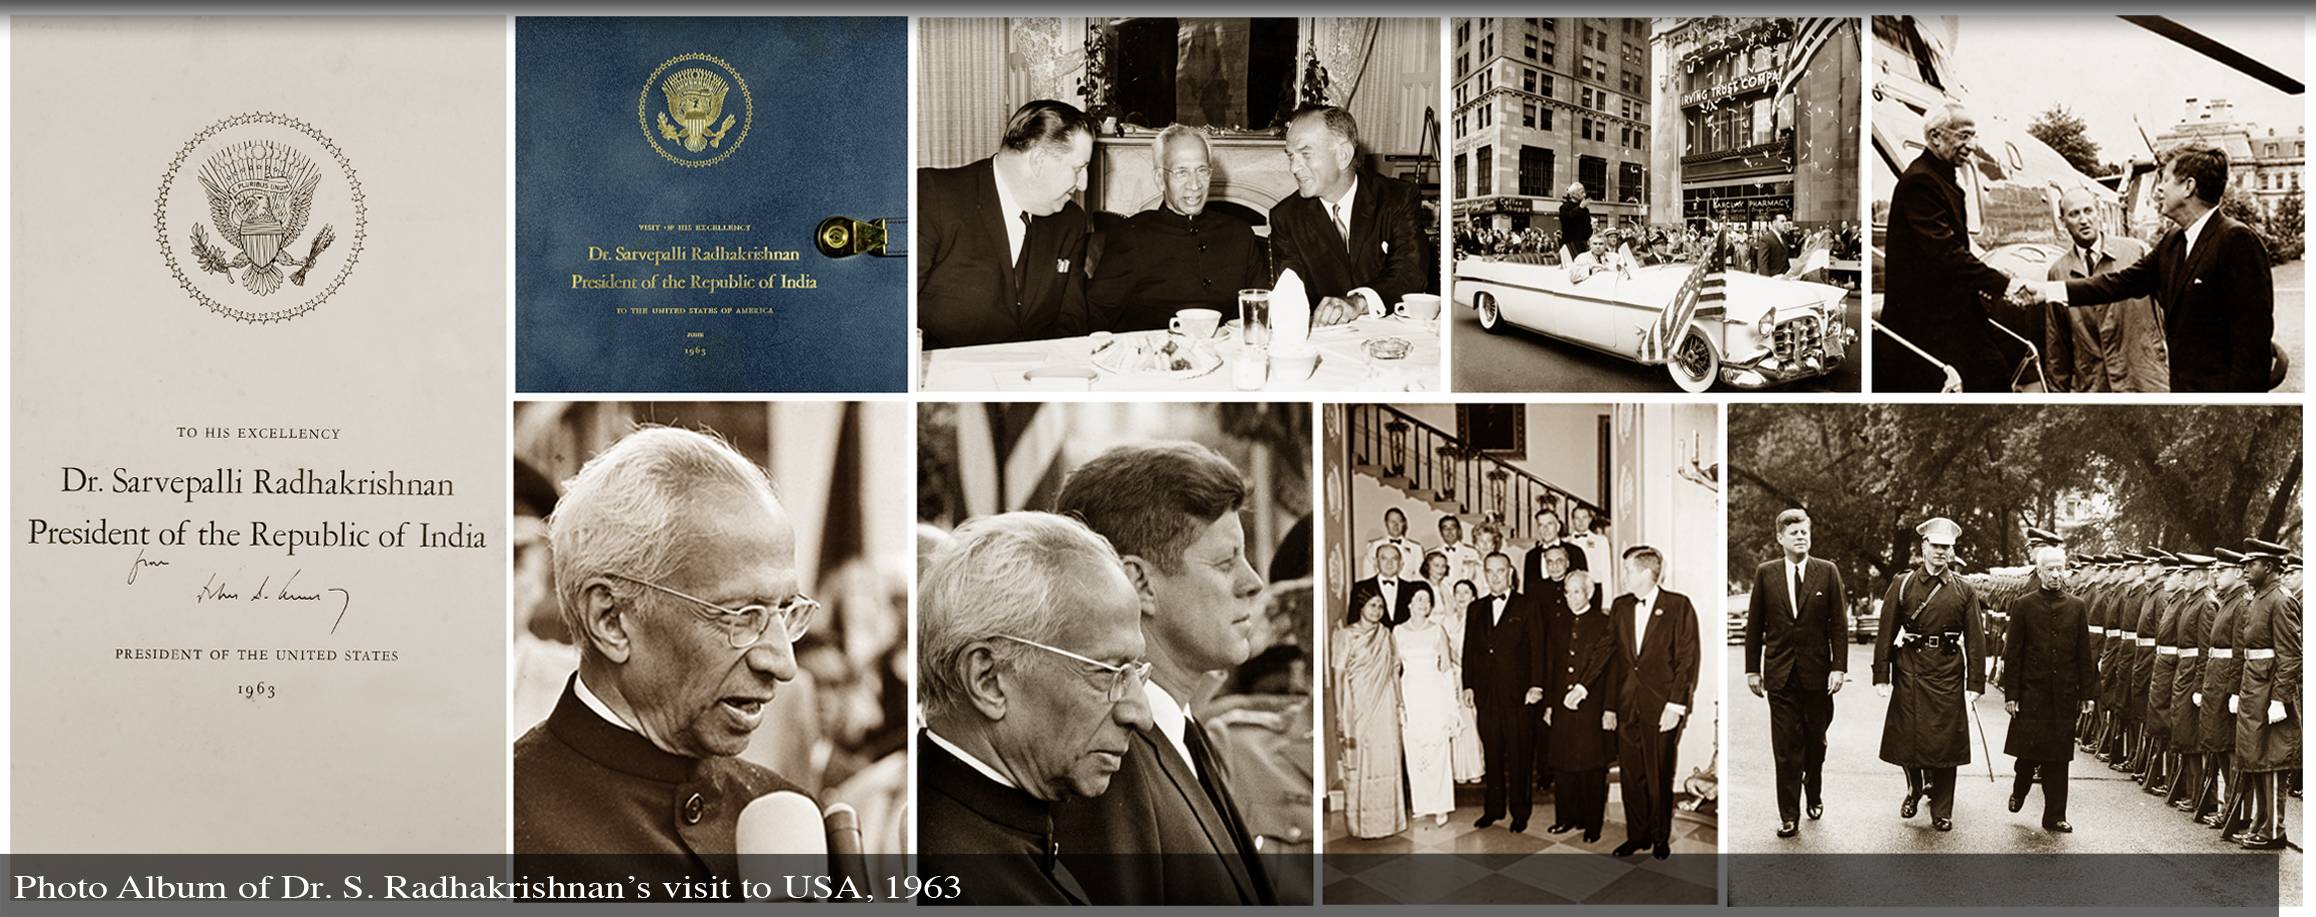 PLURIBUS UNUM
TO HIS EXCELLENCY
Dr. Sarvepalli Radhakrishnan
President of the Republic of India
from
PRESIDENT OF THE UNITED STATES
1963
VISIT OF HIS EXCELLENCY
Dr. Sarvepalli Radhakrishnan
President of the Republic of India
TO THE UNITED STATES OF AMERICA
JUNE
1963
IRVING TRUST COMPA
Coffee
Shoppe
BARCLAY PHARMACY
Photo Album of Dr. S. Radhakrishnan’s visit to USA, 1963